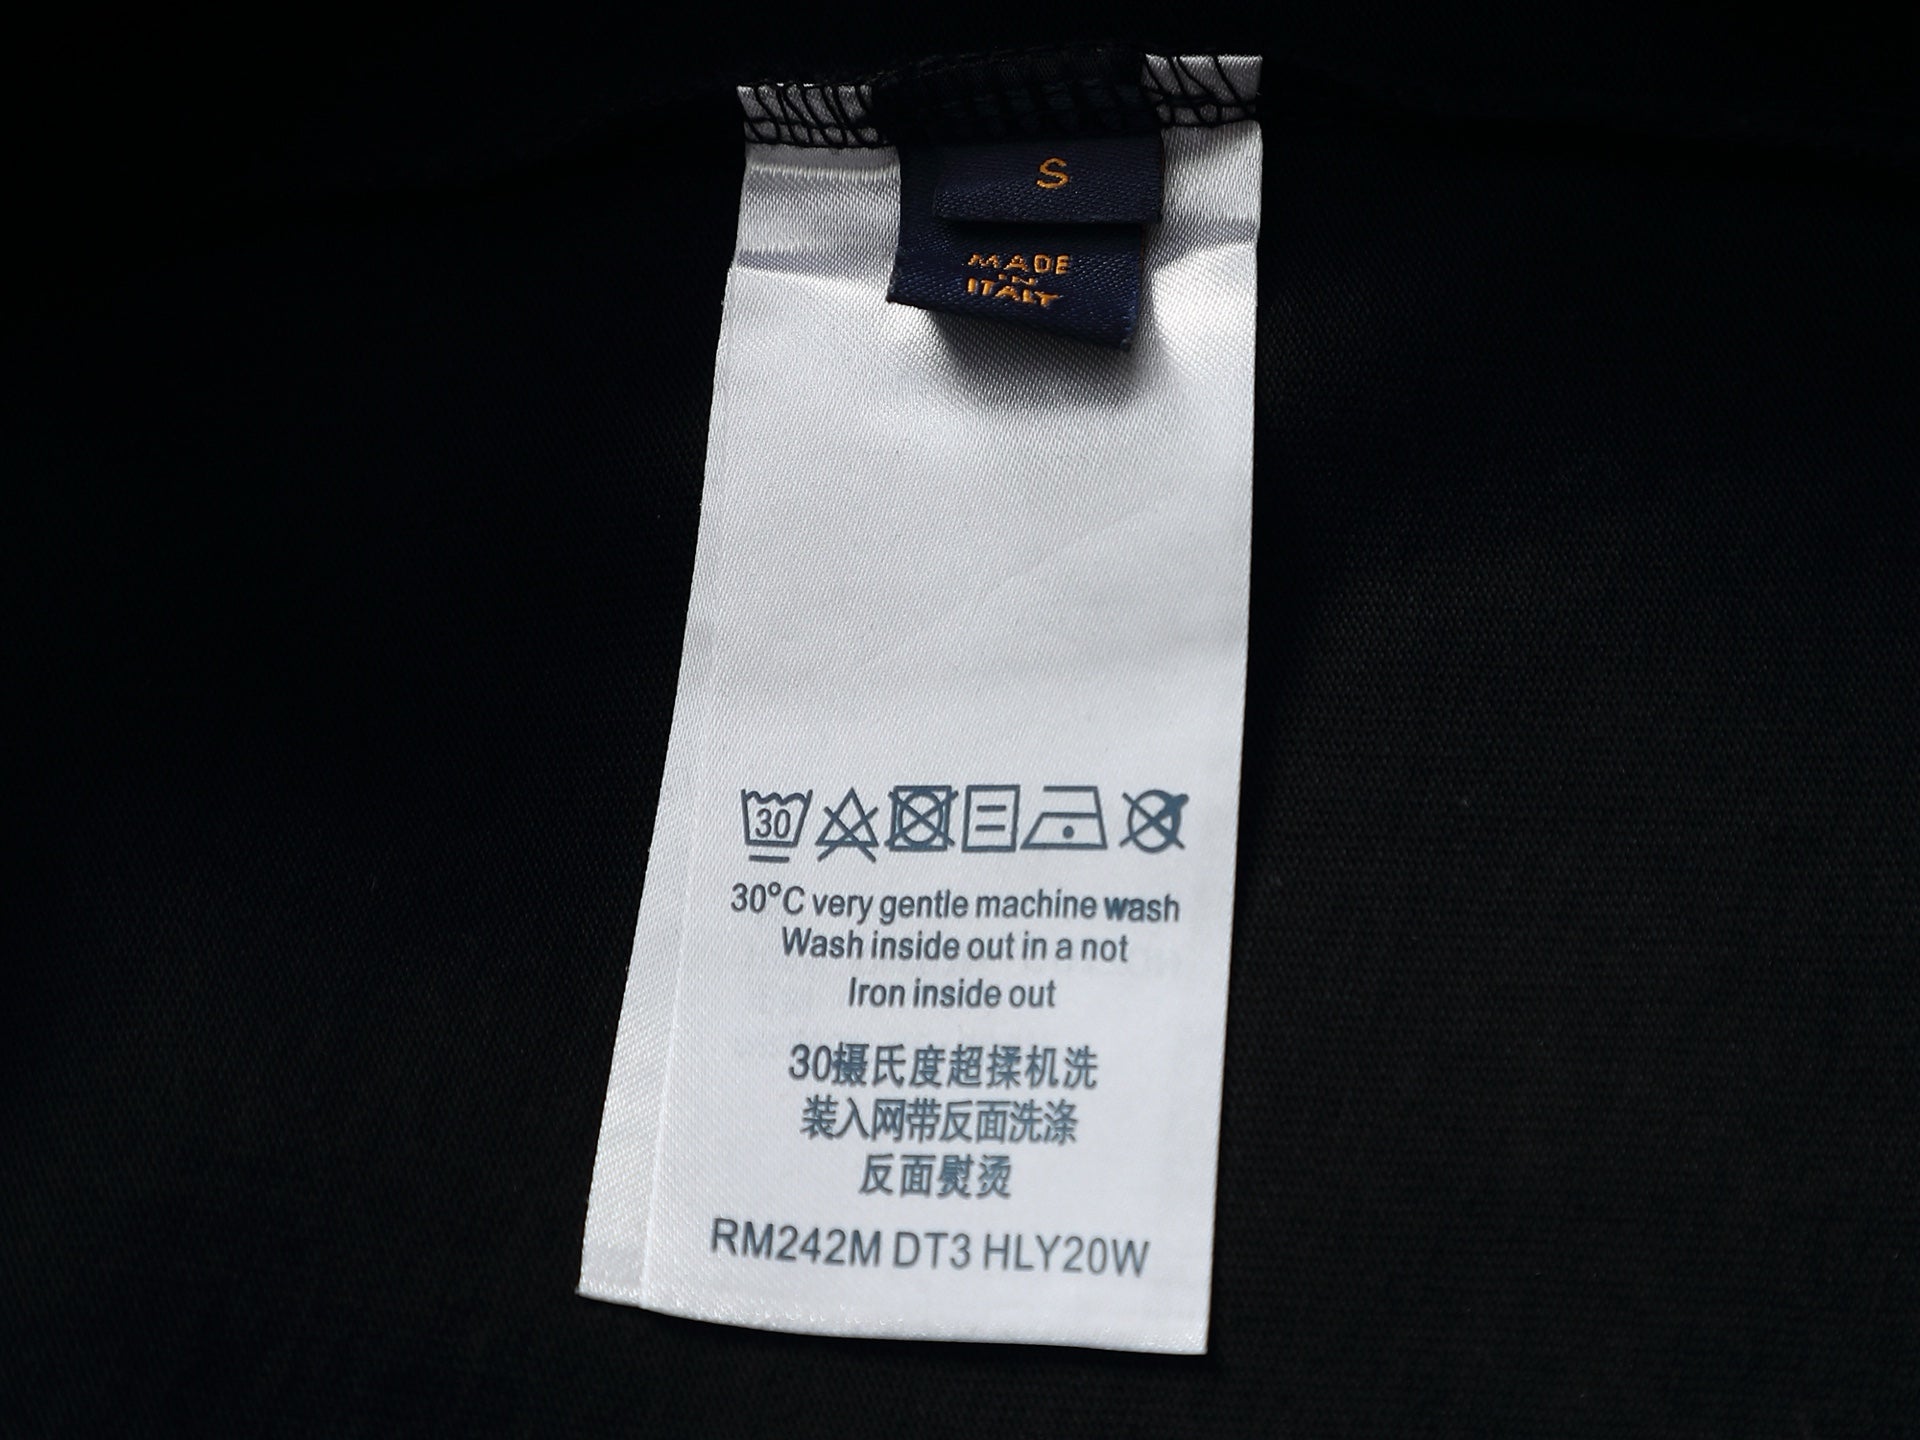 S
MADE
IN
ITALY
30
30°C very gentle machine wash
Wash inside out in a not
Iron inside out
30摄氏度超揉机洗
装入网带反面洗涤
反面熨烫
RM242M DT3 HLY20W